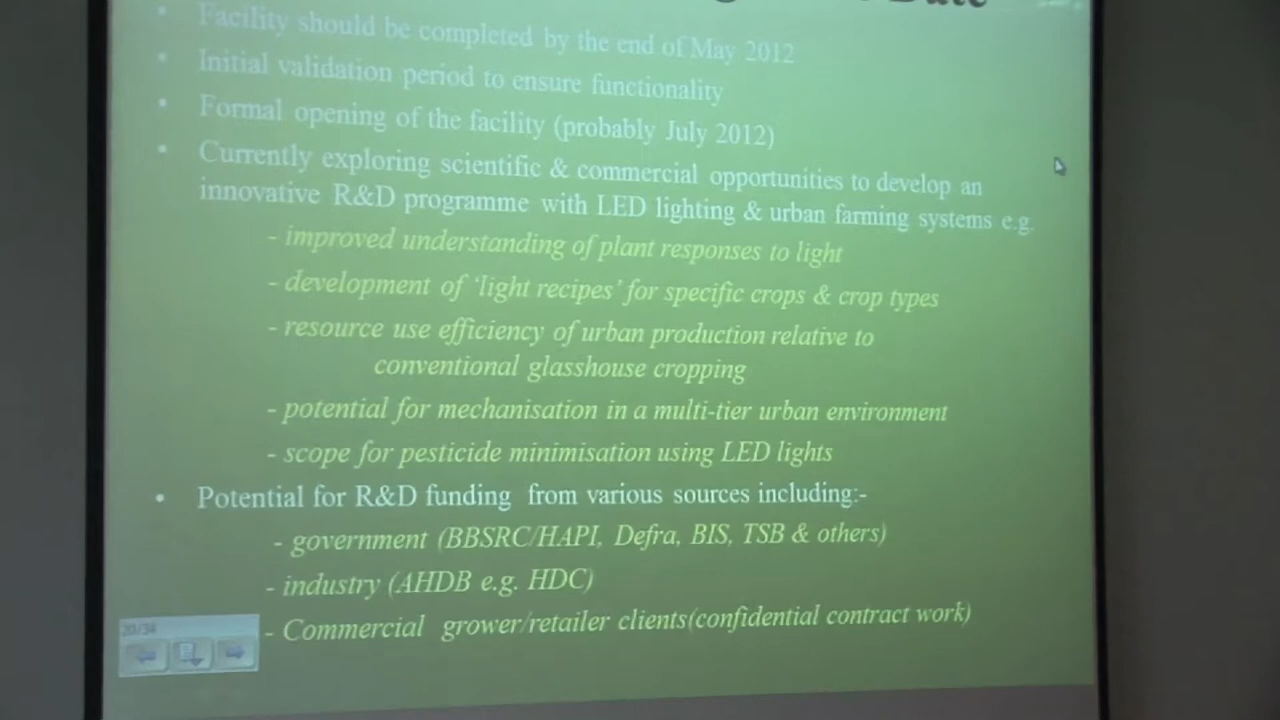 Date
• Facility should be completed by the end of May 2012
• Initial validation period to ensure functionality
• Formal opening of the facility (probably July 2012)
• Currently exploring scientific & commercial opportunities to develop an
innovative R&D programme with LED lighting & urban farming systems e.g.
- improved understanding of plant responses to light
- development of ‘light recipes’ for specific crops & crop types
- resource use efficiency of urban production relative to
conventional glasshouse cropping
- potential for mechanisation in a multi-tier urban environment
- scope for pesticide minimisation using LED lights
• Potential for R&D funding from various sources including:-
- government (BBSRC/HAPI, Defra, BIS, TSB & others)
- industry (AHDB e.g. HDC)
- Commercial grower/retailer clients(confidential contract work)
20/34